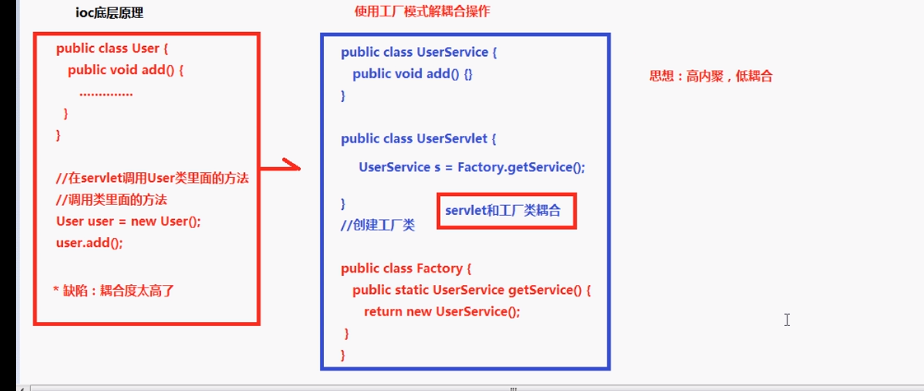 ioc底层原理
public class User {
public void add() {
..............
}
}
//在servlet调用User类里面的方法
//调用类里面的方法
User user = new User();
user.add();
* 缺陷：耦合度太高了
使用工厂模式解耦合操作
public class UserService {
public void add() {}
}
public class UserServlet {
UserService s = Factory.getService();
}
servlet和工厂类耦合
//创建工厂类
public class Factory {
public static UserService getService() {
return new UserService();
}
}
思想：高内聚，低耦合